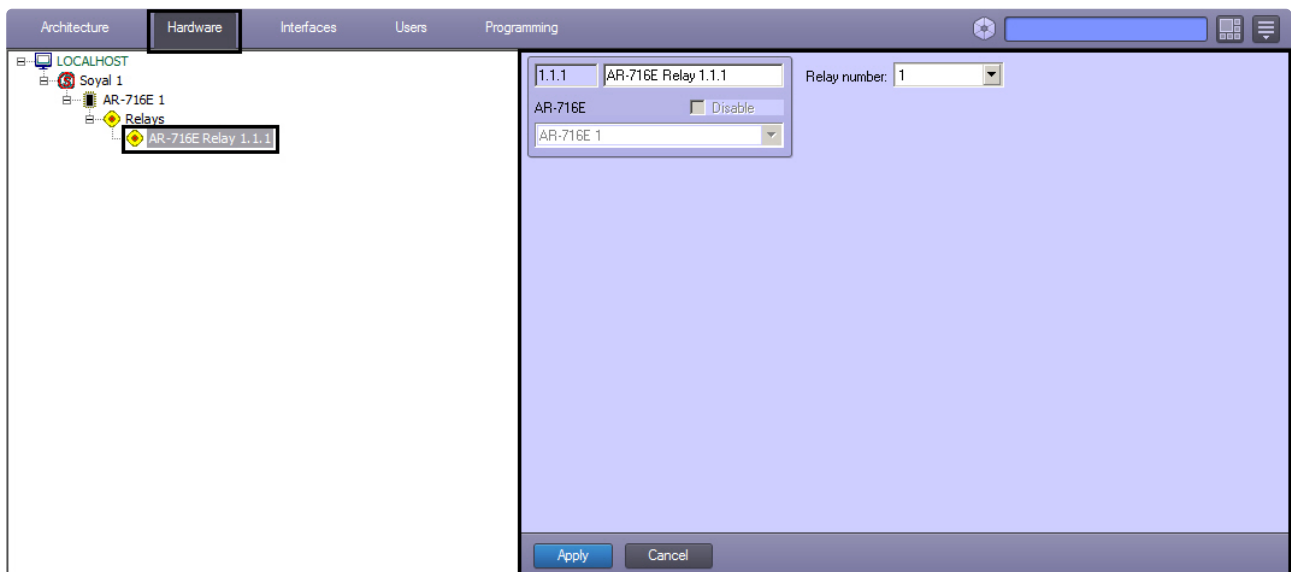 Architecture Hardware Interfaces Users Programming
LOCALHOST
Soyal 1
AR-716E 1
Relays
AR-716E Relay 1.1.1
1.1.1 AR-716E Relay 1.1.1 Relay number: 1
AR-716E Disable
AR-716E 1
Apply Cancel